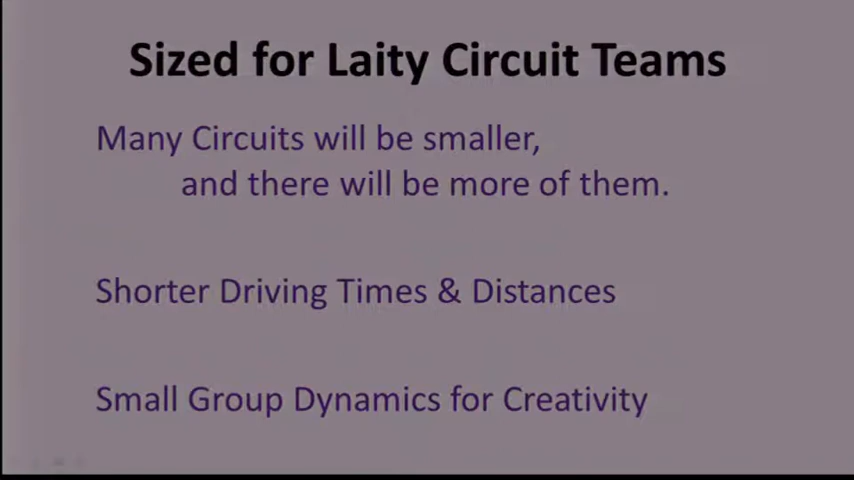 Sized for Laity Circuit Teams
Many Circuits will be smaller,
and there will be more of them.
Shorter Driving Times & Distances
Small Group Dynamics for Creativity